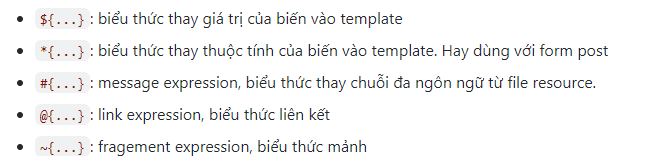 • ${...} : biểu thức thay giá trị của biến vào template
• *{...} : biểu thức thay thuộc tính của biến vào template. Hay dùng với form post
• #{...} : message expression, biểu thức thay chuỗi đa ngôn ngữ từ file resource.
• @{...} : link expression, biểu thức liên kết
• ~{...} : fragement expression, biểu thức mảnh